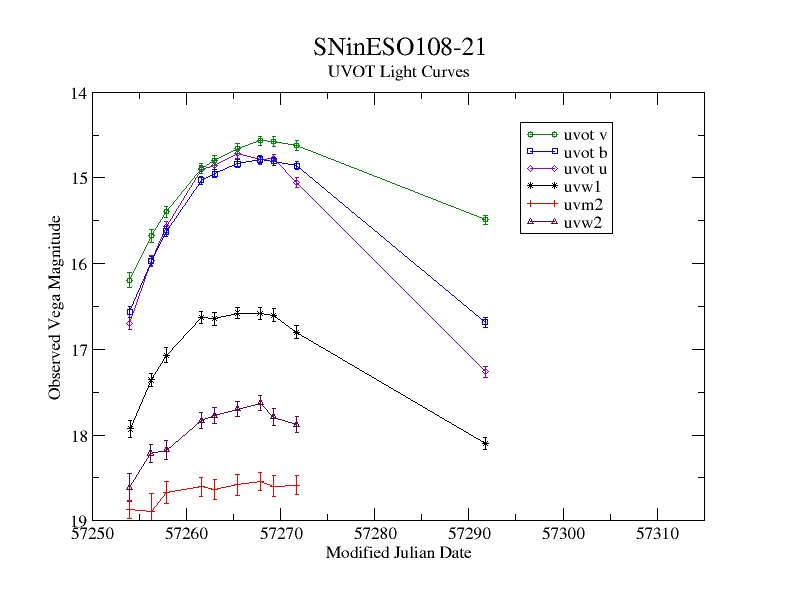 SNinESO108-21
UVOT Light Curves
14
15
16
17
18
19
Observed Vega Magnitude
uvot v
uvot b
uvot u
uvw1
uvm2
uvw2
57250 57260 57270 57280 57290 57300 57310
Modified Julian Date